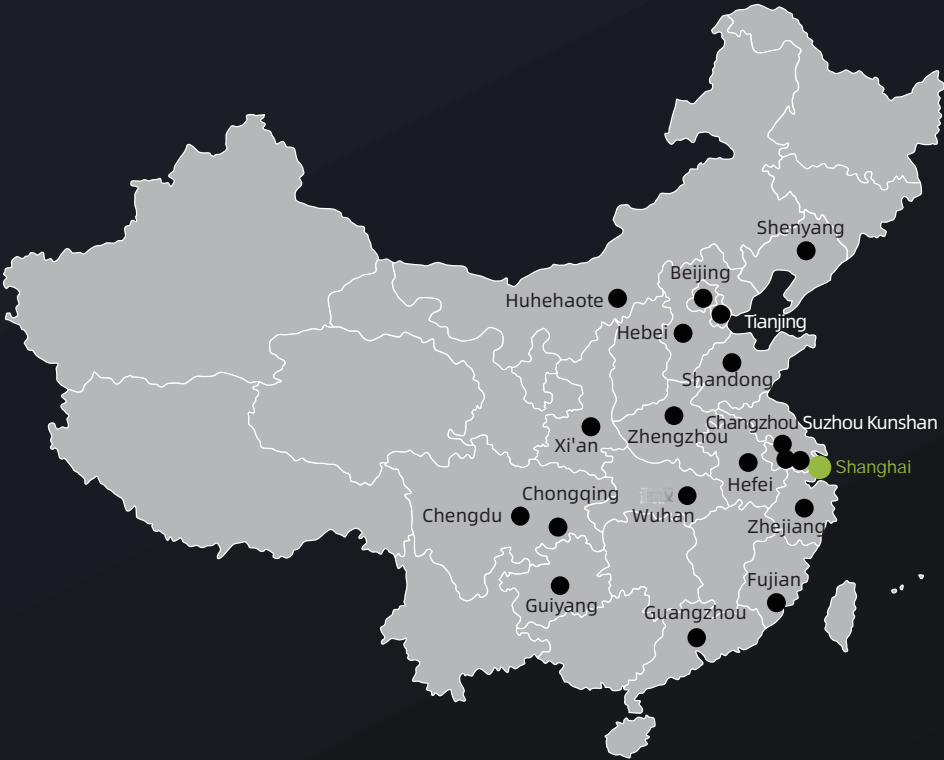 Shenyang
Beijing
Huhehaote
Tianjing
Hebei
Shandong
Changzhou Suzhou Kunshan
Zhengzhou
Xi'an
Shanghai
Hefei
Chongqing
Chengdu
Wuhan
Zhejiang
Fujian
Guiyang
Guangzhou